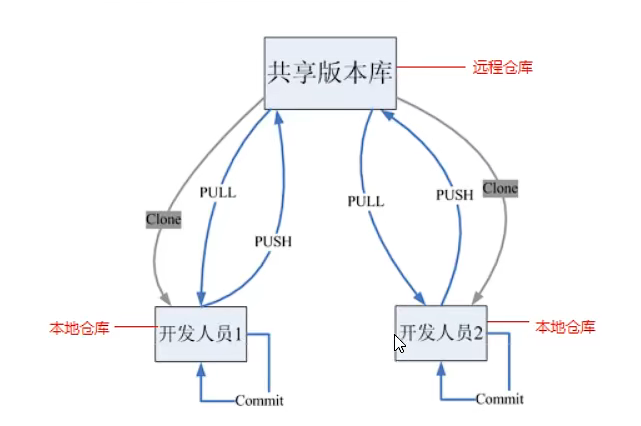 共享版本库
远程仓库
PULL
Clone
PUSH
PULL
PUSH
Clone
本地仓库
开发人员1
开发人员2
本地仓库
Commit
Commit